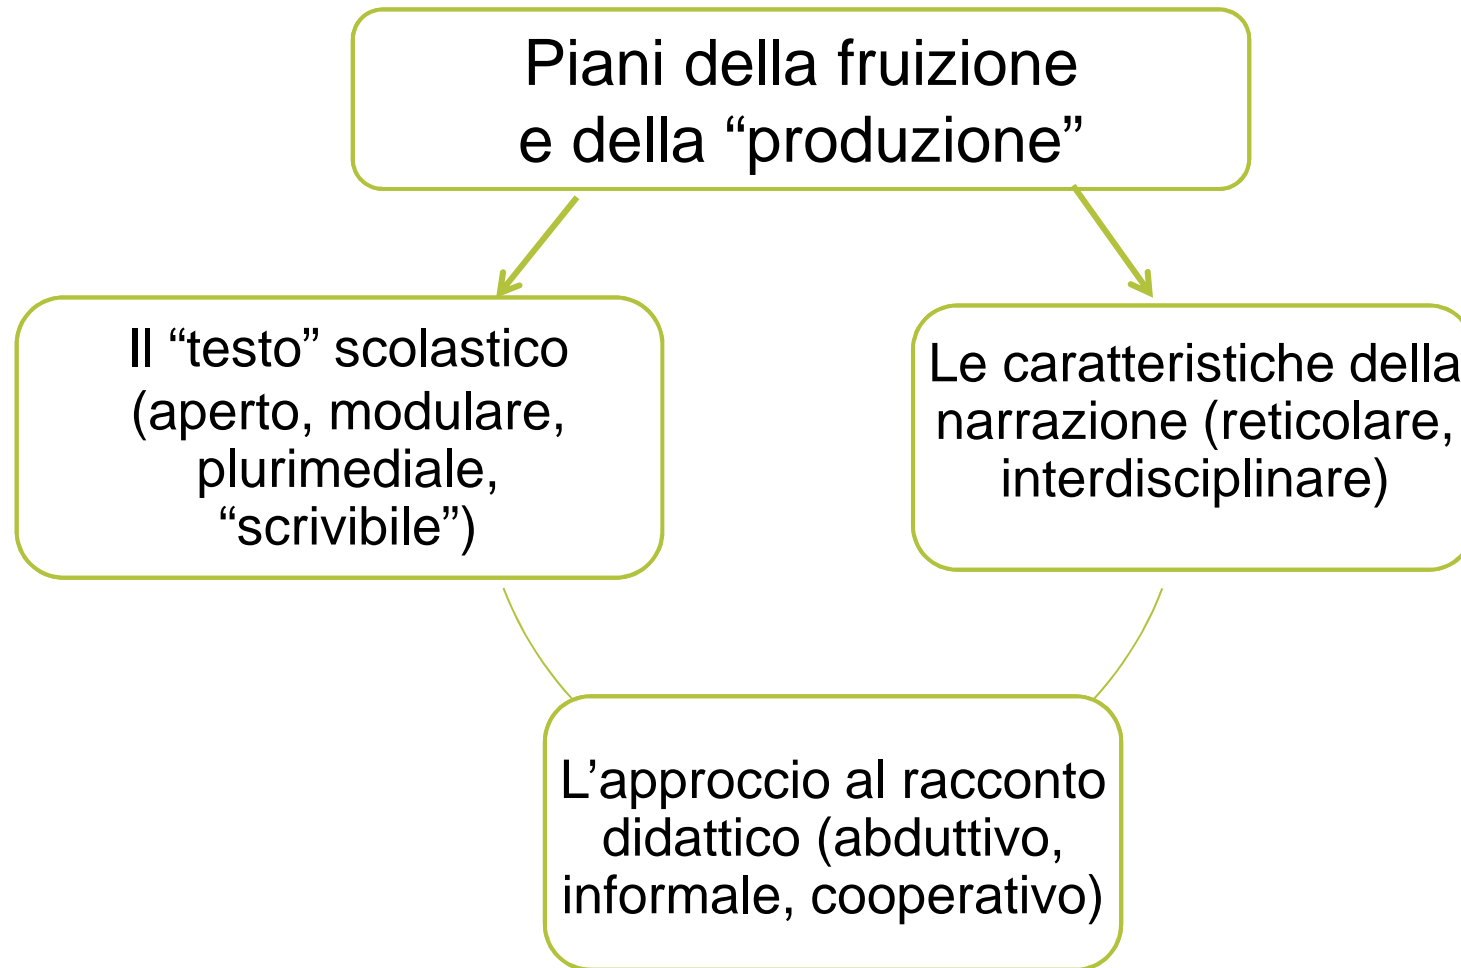 Piani della fruizione
e della “produzione”
Il “testo” scolastico
(aperto, modulare,
plurimediale,
“scrivibile”)
Le caratteristiche della
narrazione (reticolare,
interdisciplinare)
L’approccio al racconto
didattico (abduttivo,
informale, cooperativo)